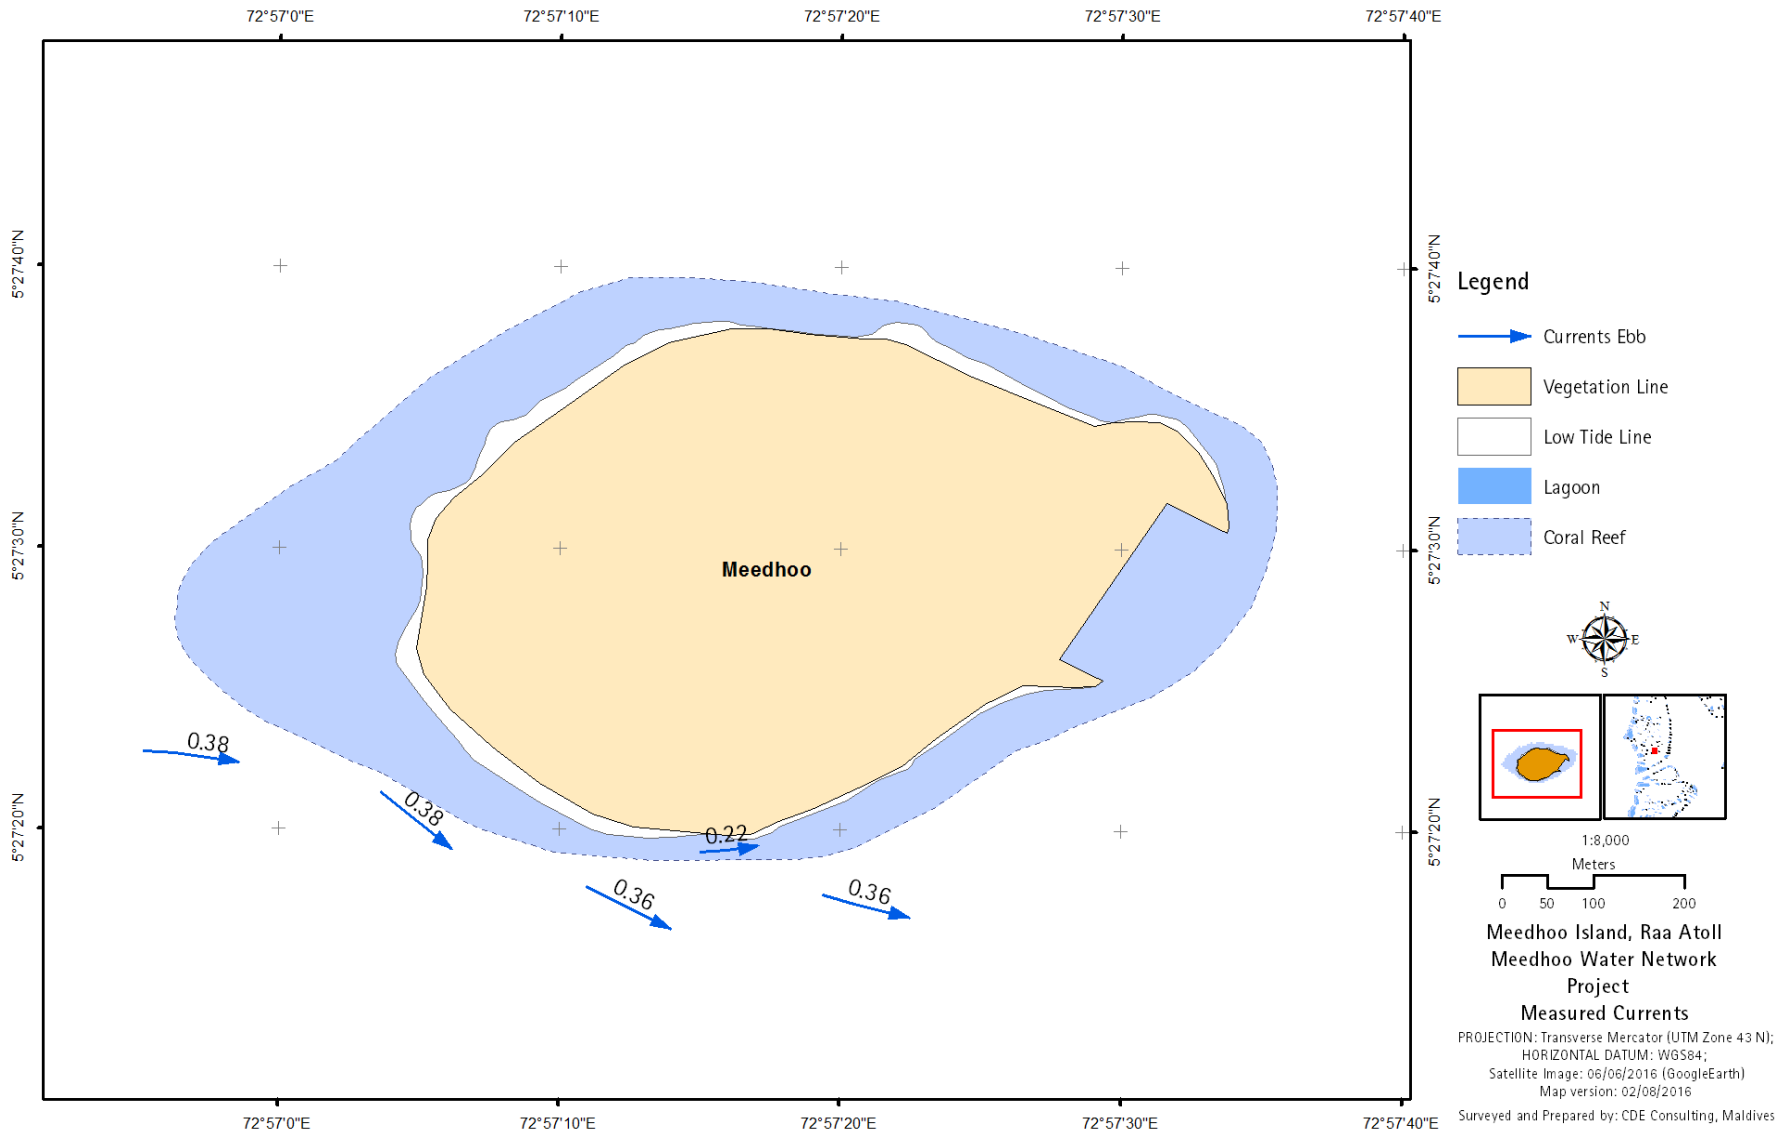 72°57'0"E
72°57'10"E
72°57'20"E
72°57'30"E
72°57'40"E
5°27'40"N
5°27'40"N
5°27'30"N
5°27'30"N
5°27'20"N
5°27'20"N
Meedhoo
0.38
0.38
0.22
0.36
0.36
72°57'0"E
72°57'10"E
72°57'20"E
72°57'30"E
72°57'40"E
Legend
Currents Ebb
Vegetation Line
Low Tide Line
Lagoon
Coral Reef
N
W
E
S
1:8,000
Meters
0 50 100 200
Meedhoo Island, Raa Atoll
Meedhoo Water Network
Project
Measured Currents
PROJECTION: Transverse Mercator (UTM Zone 43 N);
HORIZONTAL DATUM: WGS84;
Satellite Image: 06/06/2016 (GoogleEarth)
Map version: 02/08/2016
Surveyed and Prepared by: CDE Consulting, Maldives